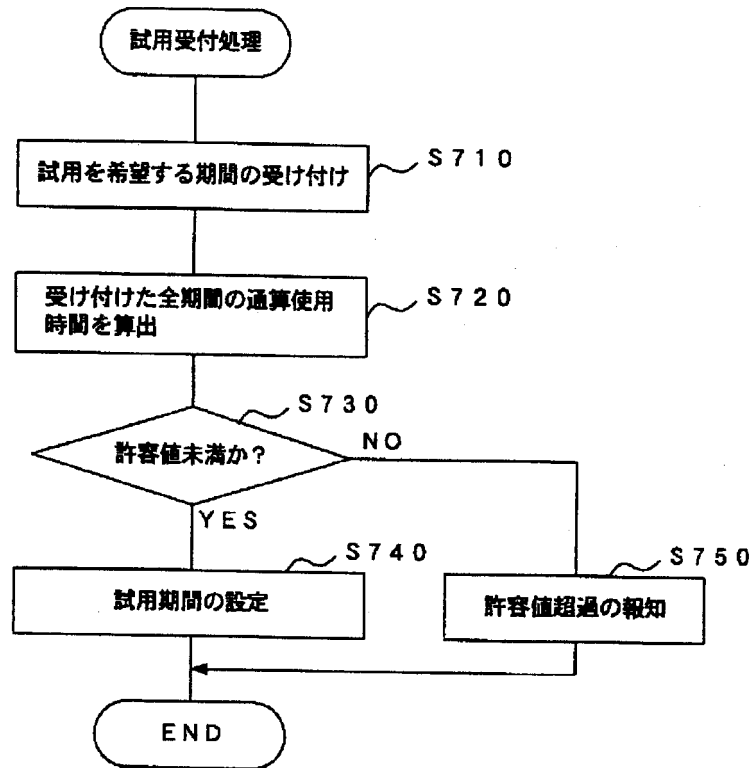 試用受付処理
試用を希望する期間の受け付け
S710
受け付けた全期間の通算使用
時間を算出
S720
S730
許容値未満か？
NO
YES
S740
試用期間の設定
S750
許容値超過の報知
END